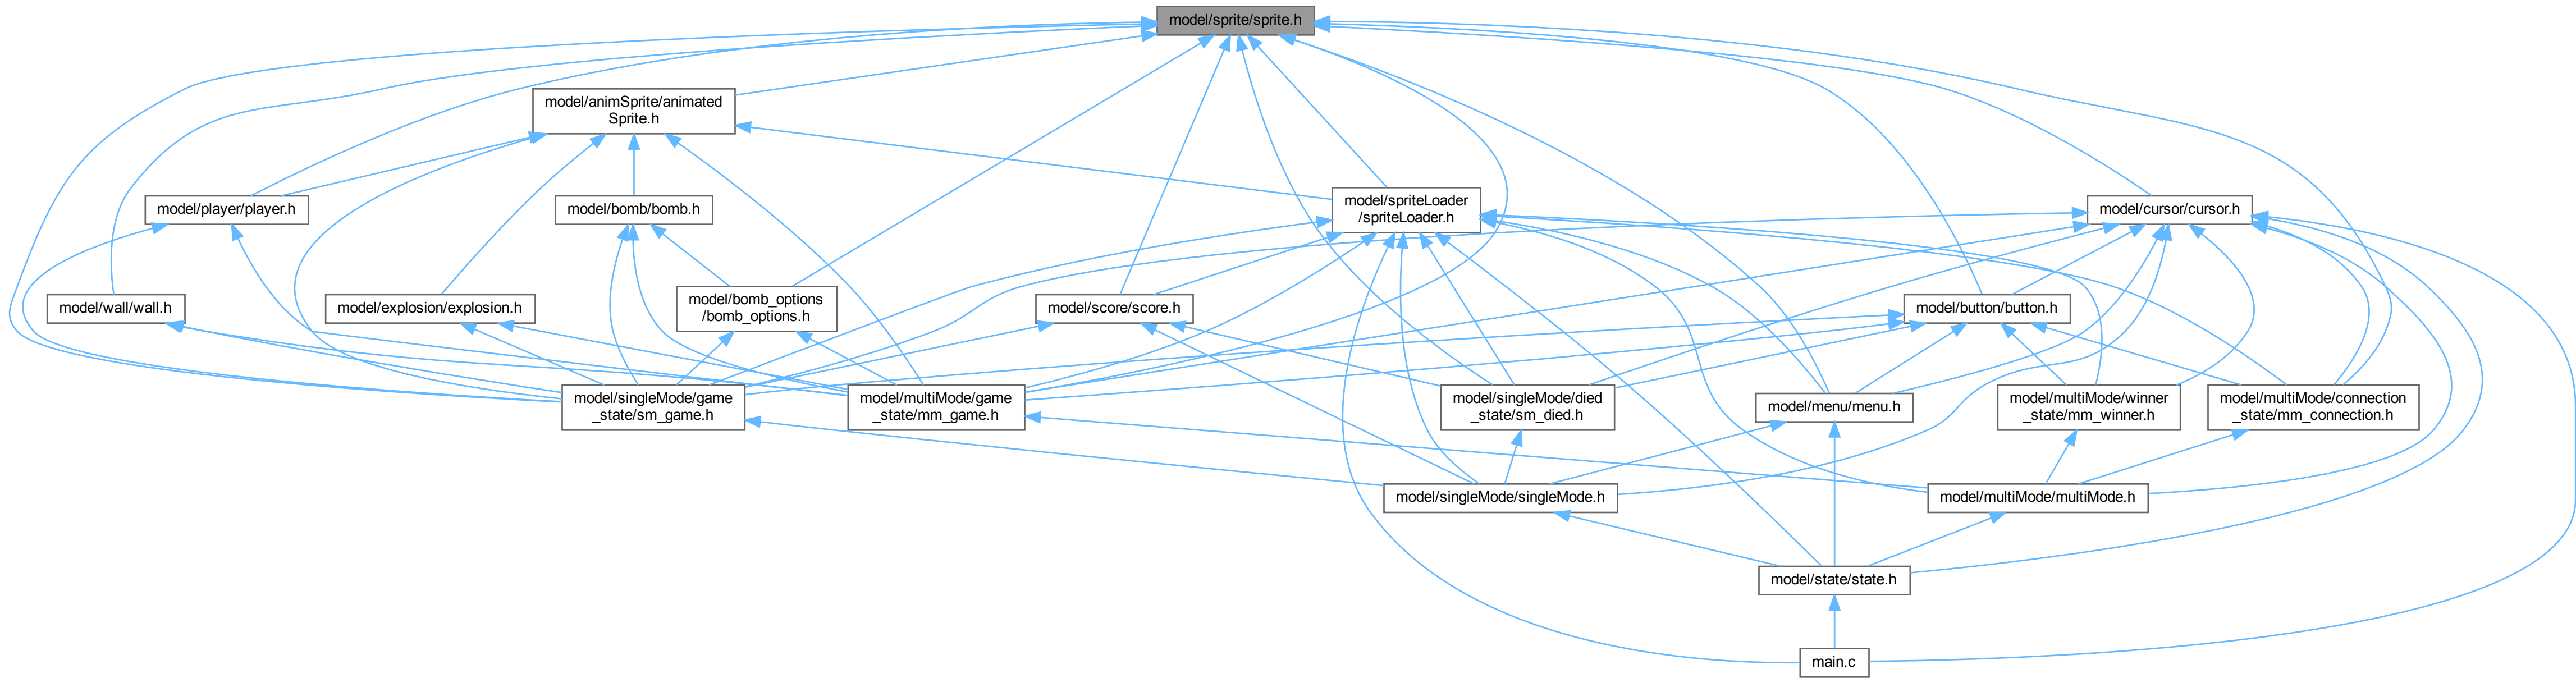 model/sprite/sprite.h
model/animSprite/animated
Sprite.h
model/player/player.h
model/bomb/bomb.h
model/spriteLoader
/spriteLoader.h
model/cursor/cursor.h
model/wall/wall.h
model/explosion/explosion.h
model/bomb_options
/bomb_options.h
model/score/score.h
model/button/button.h
model/singleMode/game
_state/sm_game.h
model/multiMode/game
_state/mm_game.h
model/singleMode/died
_state/sm_died.h
model/menu/menu.h
model/multiMode/winner
_state/mm_winner.h
model/multiMode/connection
_state/mm_connection.h
model/singleMode/singleMode.h
model/multiMode/multiMode.h
model/state/state.h
main.c